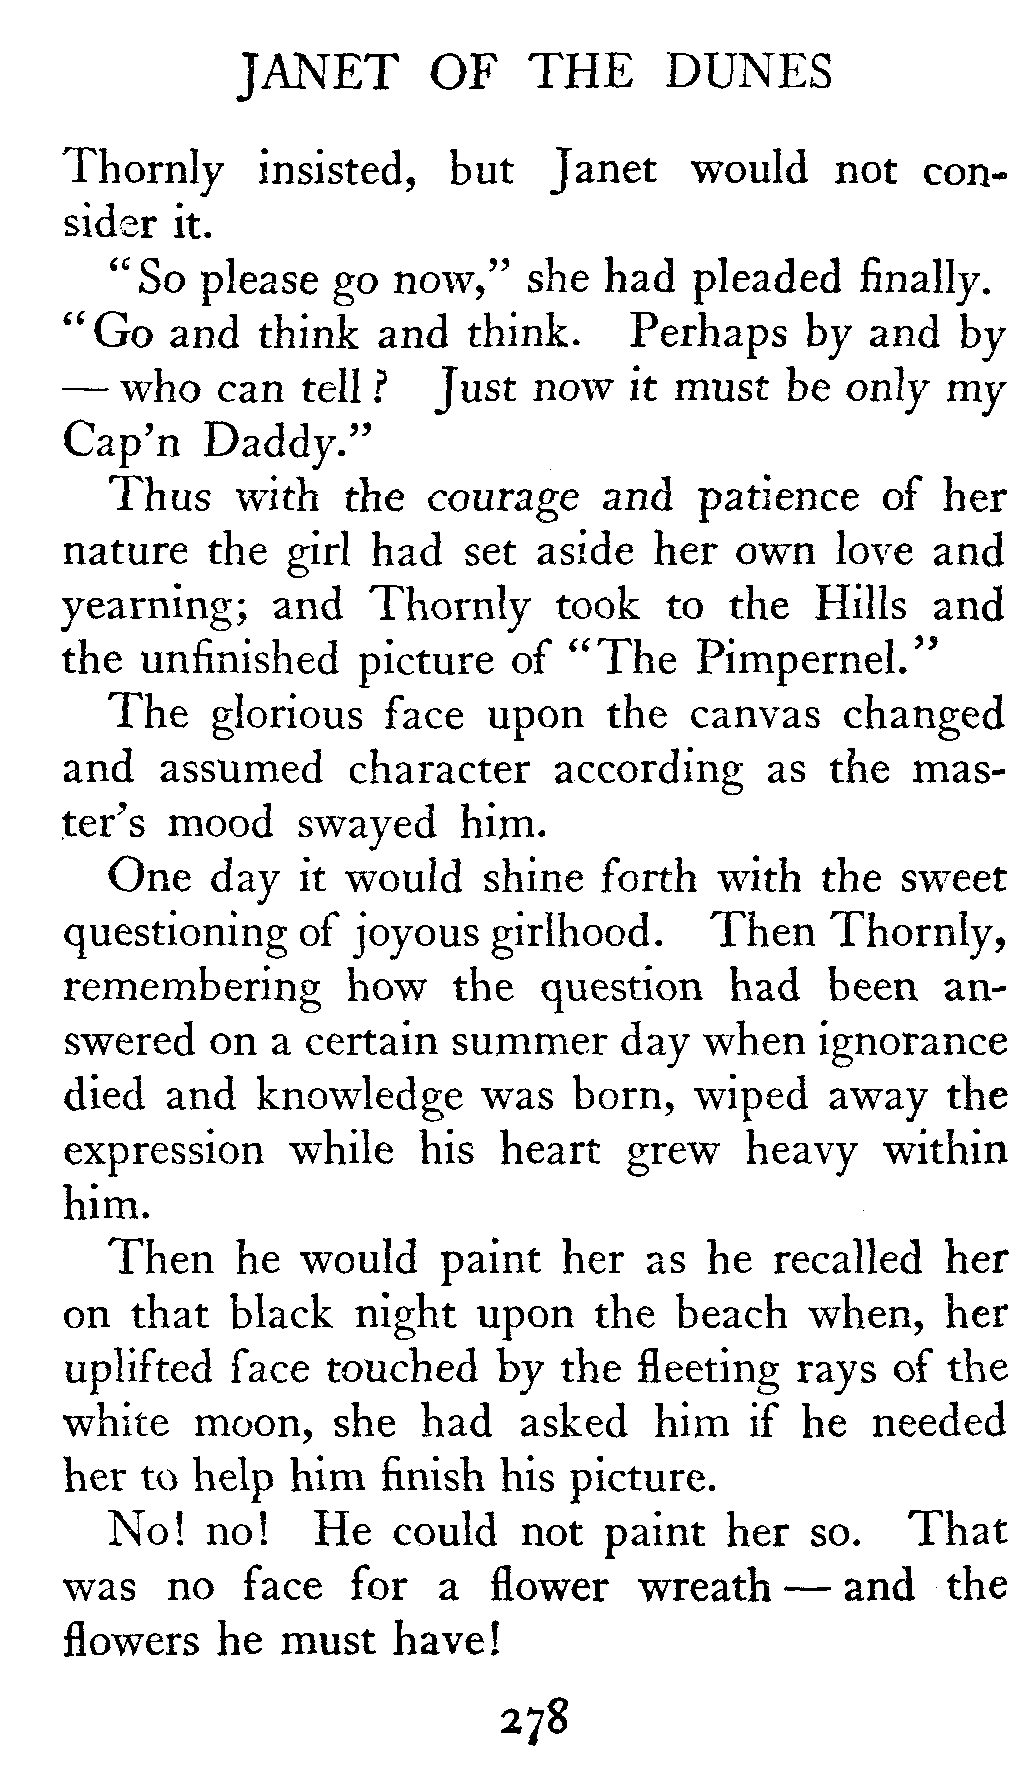 JANET OF THE DUNES
Thornly insisted, but Janet would not con-
sider it.
“So please go now,” she had pleaded finally.
“Go and think and think. Perhaps by and by
— who can tell? Just now it must be only my
Cap’n Daddy.”
Thus with the courage and patience of her
nature the girl had set aside her own love and
yearning; and Thornly took to the Hills and
the unfinished picture of “The Pimpernel.”
The glorious face upon the canvas changed
and assumed character according as the mas-
ter’s mood swayed him.
One day it would shine forth with the sweet
questioning of joyous girlhood. Then Thornly,
remembering how the question had been an-
swered on a certain summer day when ignorance
died and knowledge was born, wiped away the
expression while his heart grew heavy within
him.
Then he would paint her as he recalled her
on that black night upon the beach when, her
uplifted face touched by the fleeting rays of the
white moon, she had asked him if he needed
her to help him finish his picture.
No! no! He could not paint her so. That
was no face for a flower wreath — and the
flowers he must have!
278